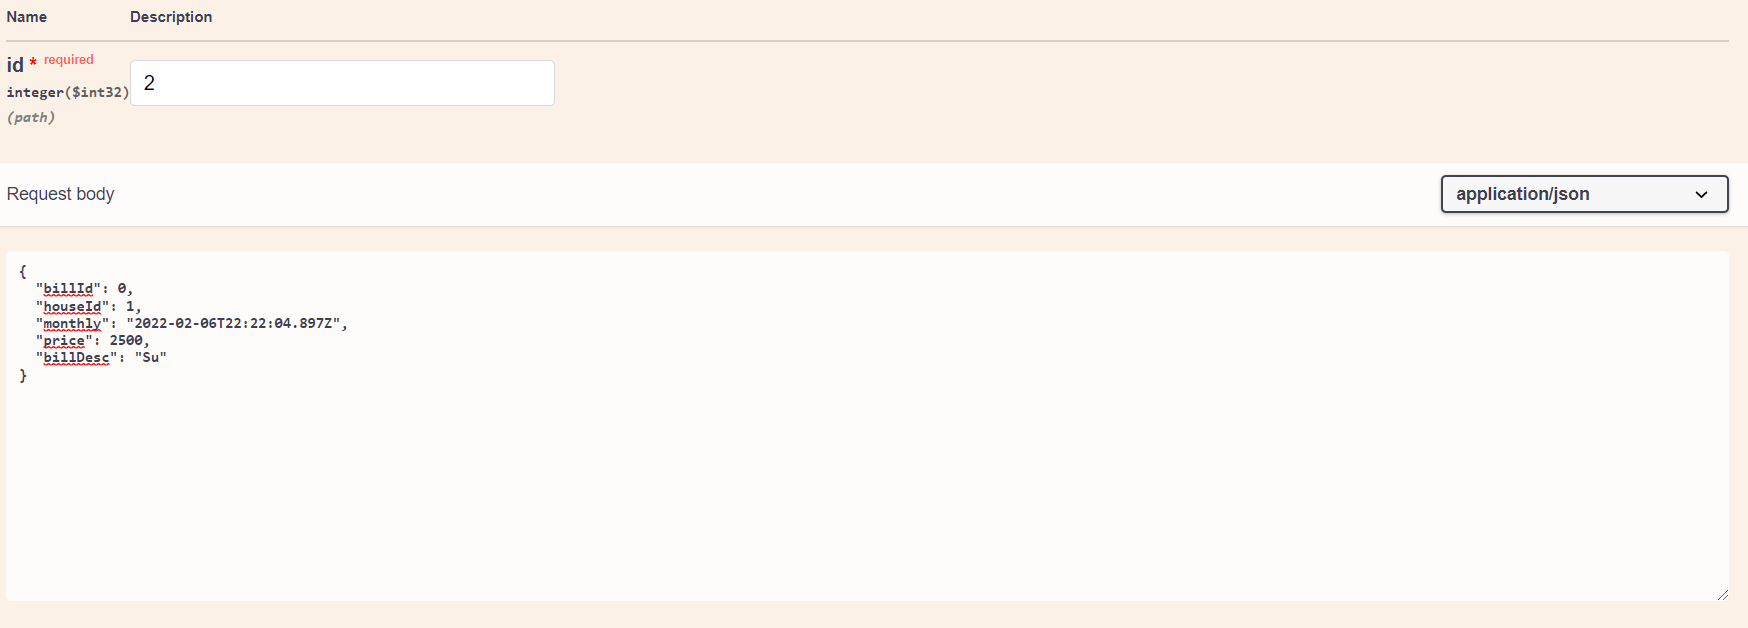 Name Description
id * required
integer($int32)
(path)
2
Request body
application/json
{
  "billId": 0,
  "houseId": 1,
  "monthly": "2022-02-06T22:22:04.897Z",
  "price": 2500,
  "billDesc": "Su"
}